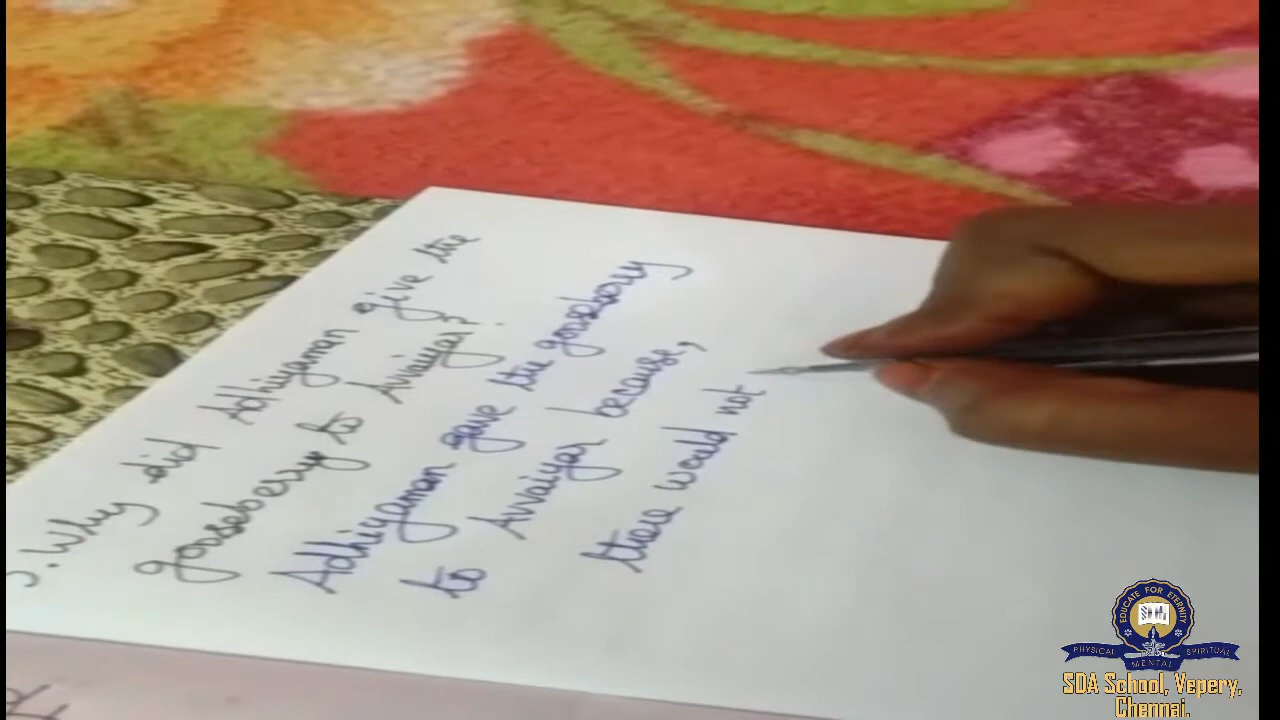 5. Why did Adhiyaman give the
gooseberry to Avvaiyar?
Adhiyaman gave the gooseberry
to Avvaiyar because,
there would not
EDUCATE FOR ETERNITY
PHYSICAL MENTAL SPIRITUAL
SDA School, Vepery,
Chennai.